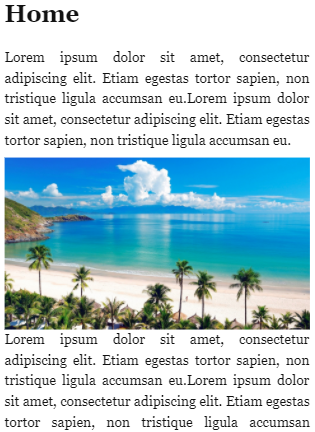 Home
Lorem ipsum dolor sit amet, consectetur
adipiscing elit. Etiam egestas tortor sapien, non
tristique ligula accumsan eu.Lorem ipsum dolor
sit amet, consectetur adipiscing elit. Etiam egestas
tortor sapien, non tristique ligula accumsan eu.
Lorem ipsum dolor sit amet, consectetur
adipiscing elit. Etiam egestas tortor sapien, non
tristique ligula accumsan eu.Lorem ipsum dolor
sit amet, consectetur adipiscing elit. Etiam egestas
tortor sapien, non tristique ligula accumsan